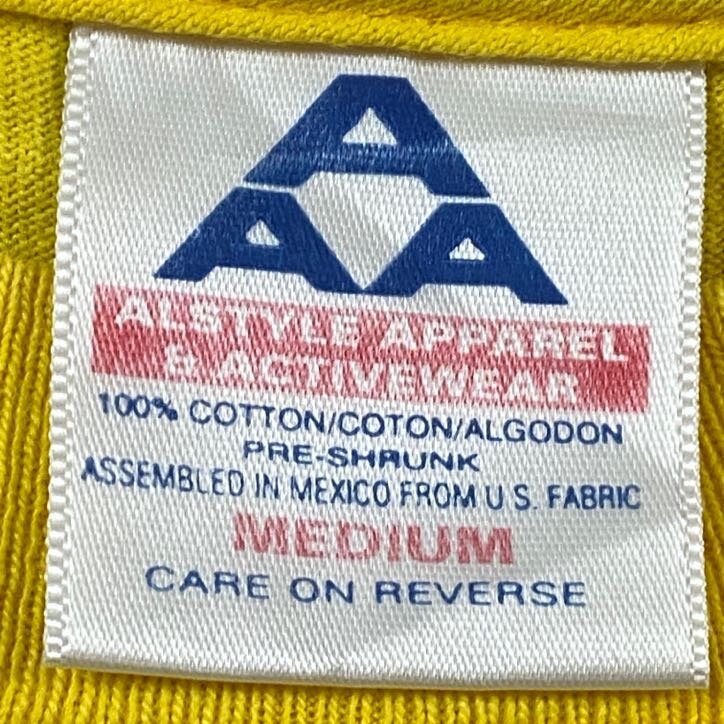 A
A A
ALSTYLE APPAREL
& ACTIVEWEAR
100% COTTON/COTON/ALGODON
PRE-SHRUNK
ASSEMBLED IN MEXICO FROM U S. FABRIC
MEDIUM
CARE ON REVERSE